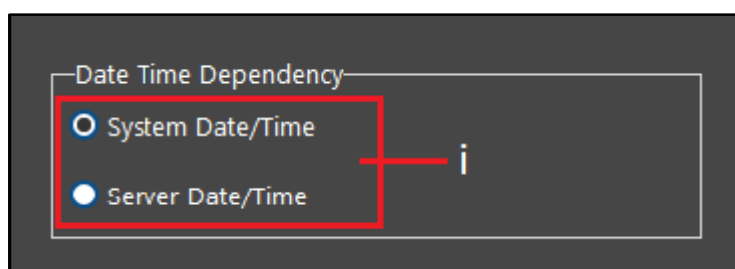 Date Time Dependency
System Date/Time
i
Server Date/Time